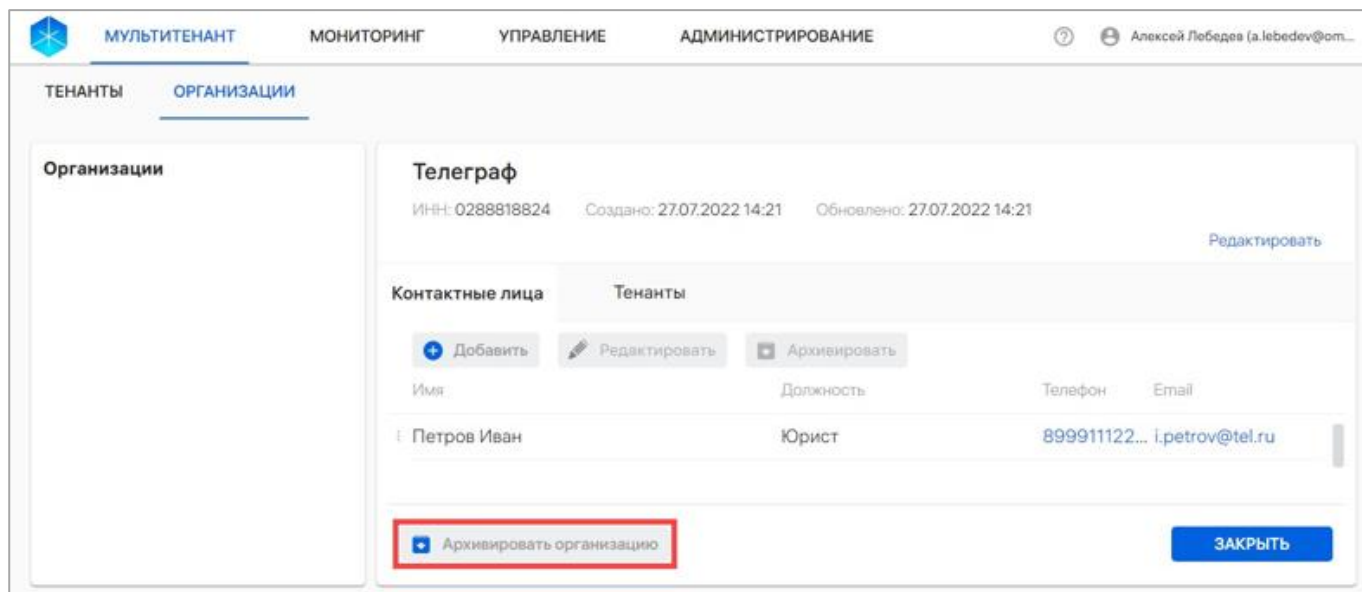 МУЛЬТИТЕНАНТ МОНИТОРИНГ УПРАВЛЕНИЕ АДМИНИСТРИРОВАНИЕ Алексей Лебедев (a.lebedev@om...
ТЕНАНТЫ ОРГАНИЗАЦИИ
Организации
Телеграф
ИНН: 0288818824 Создано: 27.07.2022 14:21 Обновлено: 27.07.2022 14:21
Редактировать
Контактные лица Тенанты
Добавить Редактировать Архивировать
Имя Должность Телефон Email
Петров Иван Юрист 899911122... i.petrov@tel.ru
Архивировать организацию ЗАКРЫТЬ